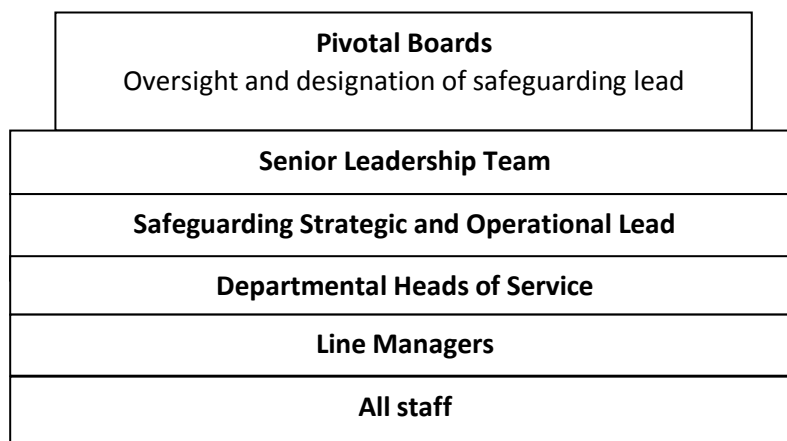 Pivotal Boards
Oversight and designation of safeguarding lead
Senior Leadership Team
Safeguarding Strategic and Operational Lead
Departmental Heads of Service
Line Managers
All staff